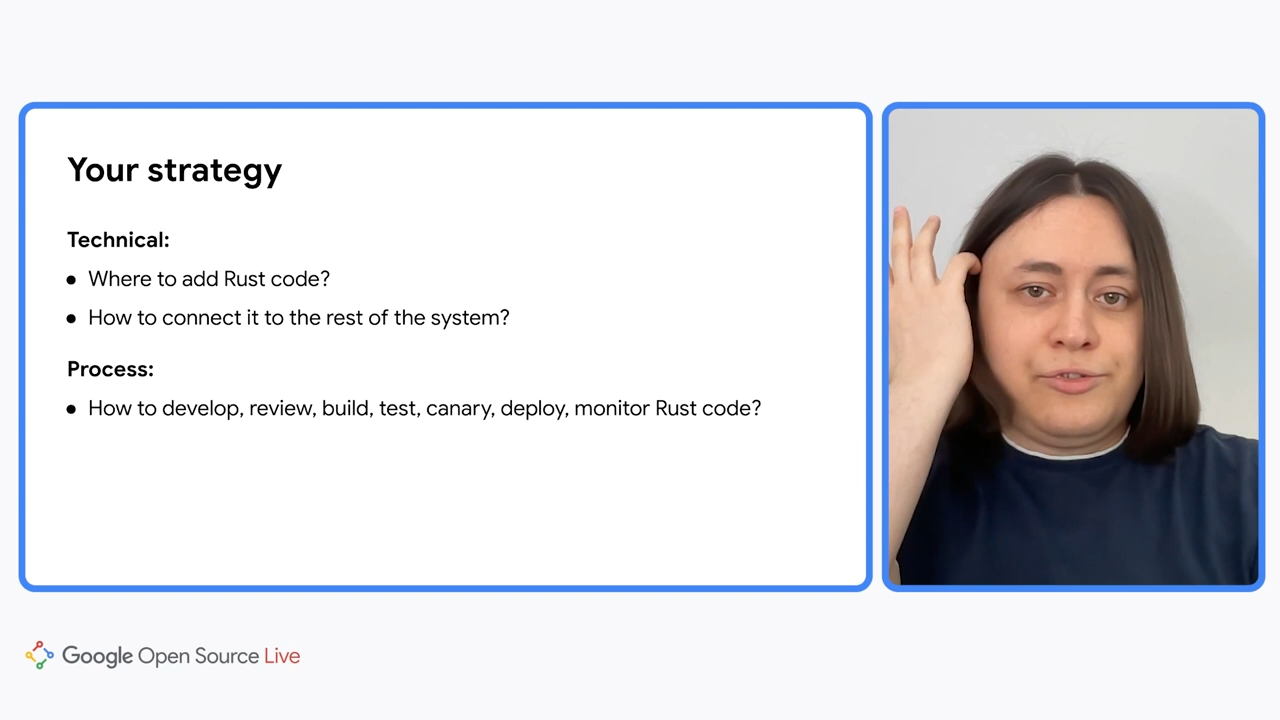 Your strategy
Technical:
● Where to add Rust code?
● How to connect it to the rest of the system?
Process:
● How to develop, review, build, test, canary, deploy, monitor Rust code?
Google Open Source Live